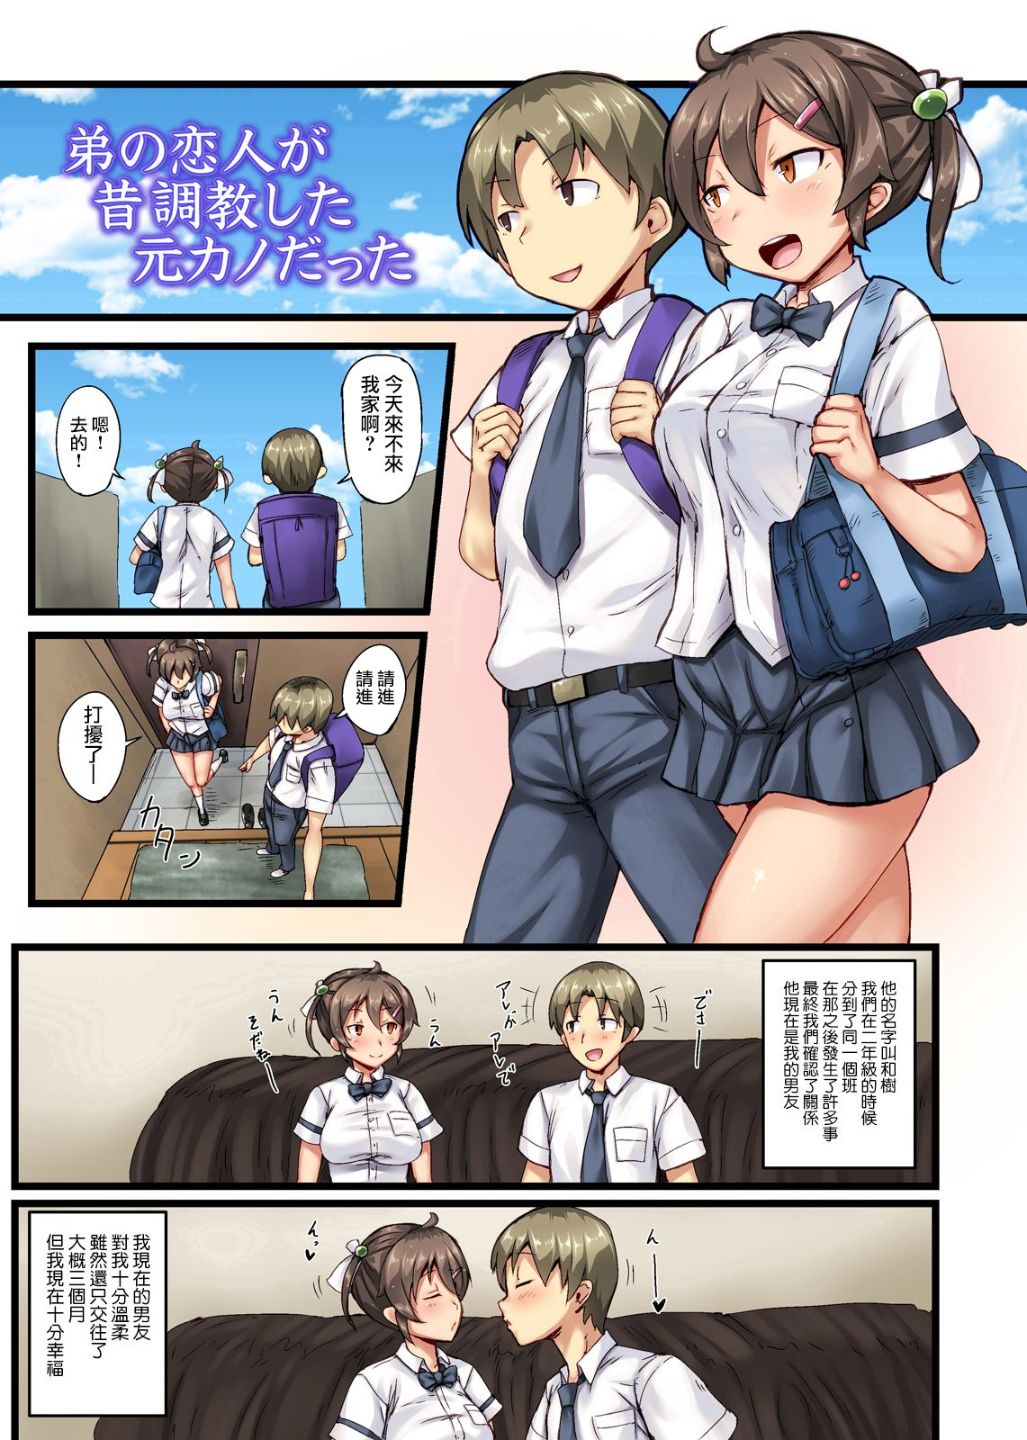 弟の恋人が
昔調教した
元カノだった
今天來不來
我家啊?
嗯!
去的!
請進
請進
打擾了ー
カタン
他的名字叫和樹
我們在二年級的時候
分到了同一個班
在那之後發生了許多事
最終我們確認了關係
他現在是我的男友
でさー
アレが
アレで
うん
うん
そだねー
んー
んっ
我現在的男友
對我十分溫柔
雖然還只交往了
大概三個月
但我現在十分幸福